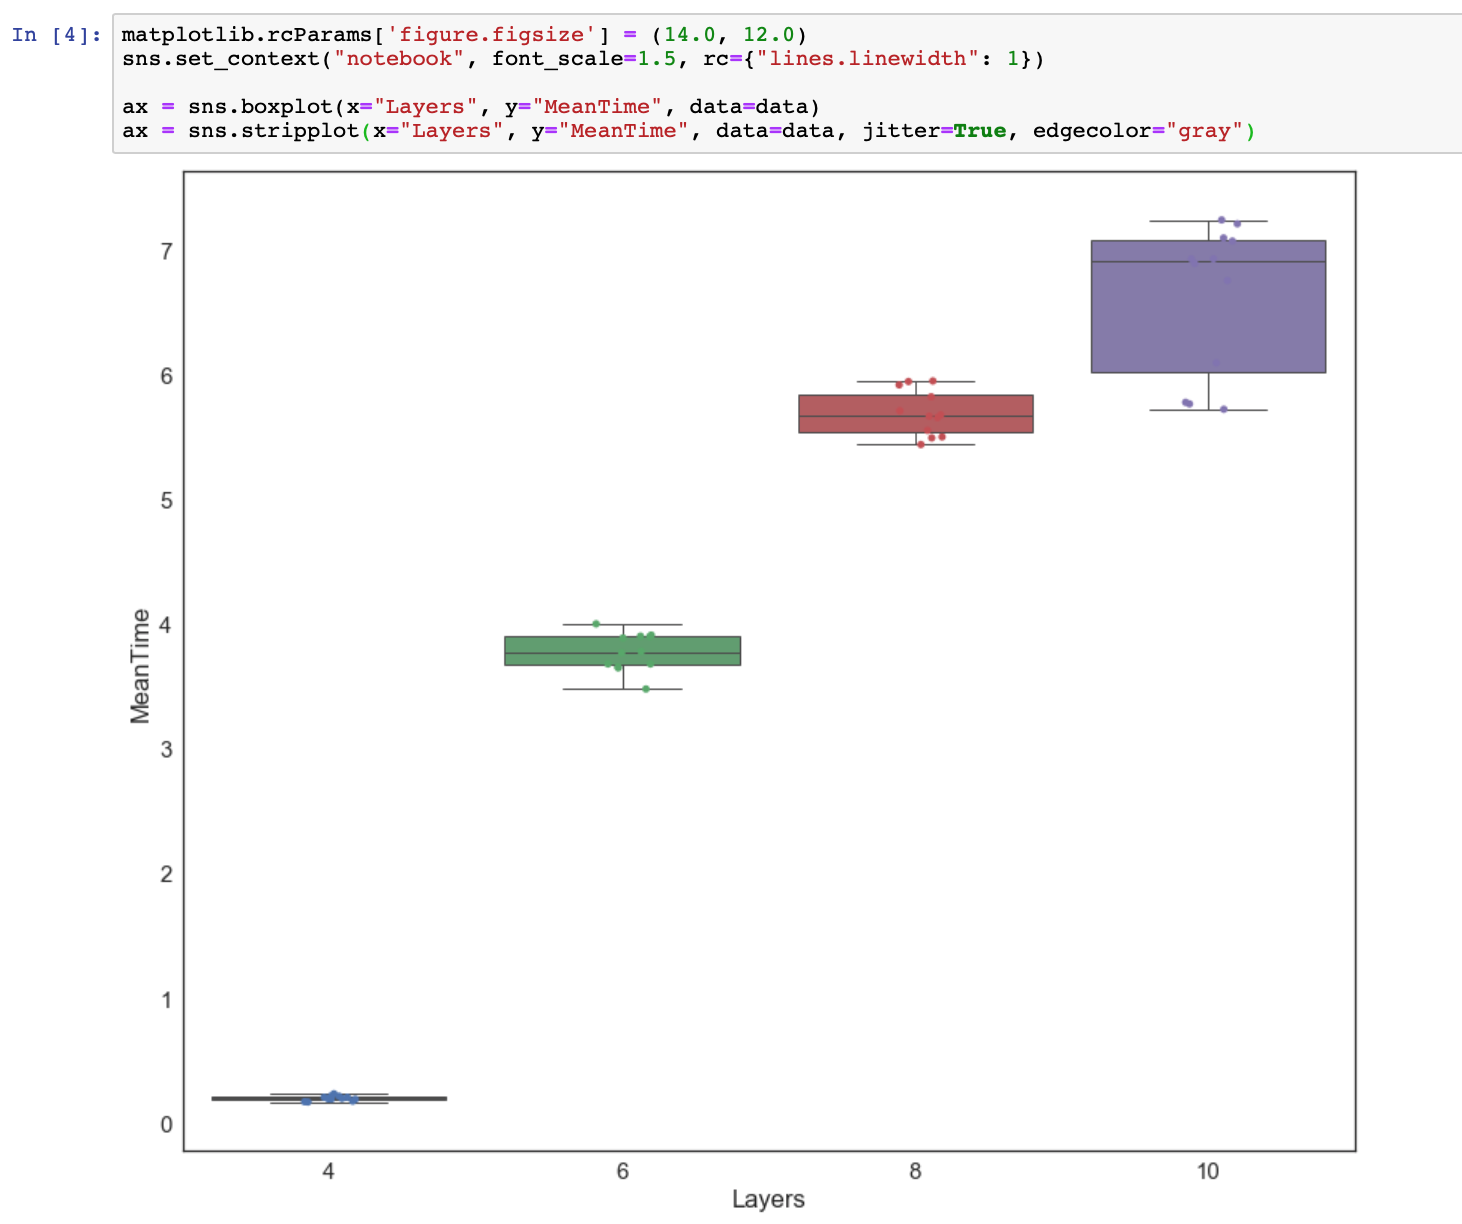 In [4]: matplotlib.rcParams['figure.figsize'] = (14.0, 12.0)
sns.set_context("notebook", font_scale=1.5, rc={"lines.linewidth": 1})
ax = sns.boxplot(x="Layers", y="MeanTime", data=data)
ax = sns.stripplot(x="Layers", y="MeanTime", data=data, jitter=True, edgecolor="gray")
7
6
5
4
MeanTime
3
2
1
0
4 6 8 10
Layers